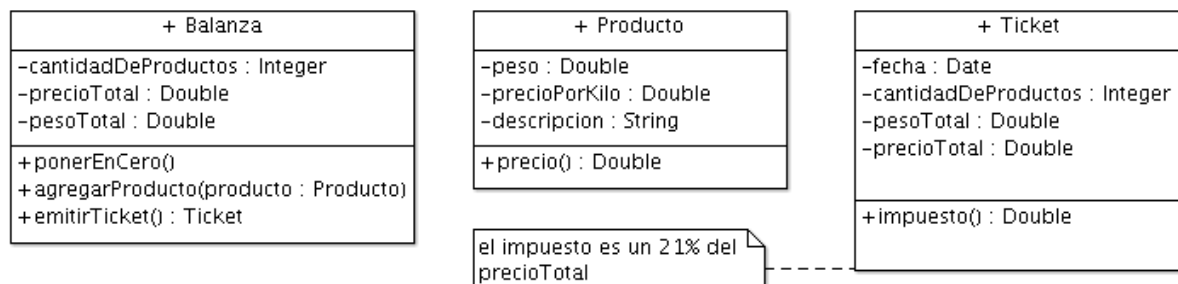 + Balanza
-cantidadDeProductos : Integer
-precioTotal : Double
-pesoTotal : Double
+ponerEnCero()
+agregarProducto(producto : Producto)
+emitirTicket() : Ticket
+ Producto
-peso : Double
-precioPorKilo : Double
-descripcion : String
+precio() : Double
el impuesto es un 21% del
precioTotal
+ Ticket
-fecha : Date
-cantidadDeProductos : Integer
-pesoTotal : Double
-precioTotal : Double
+impuesto() : Double